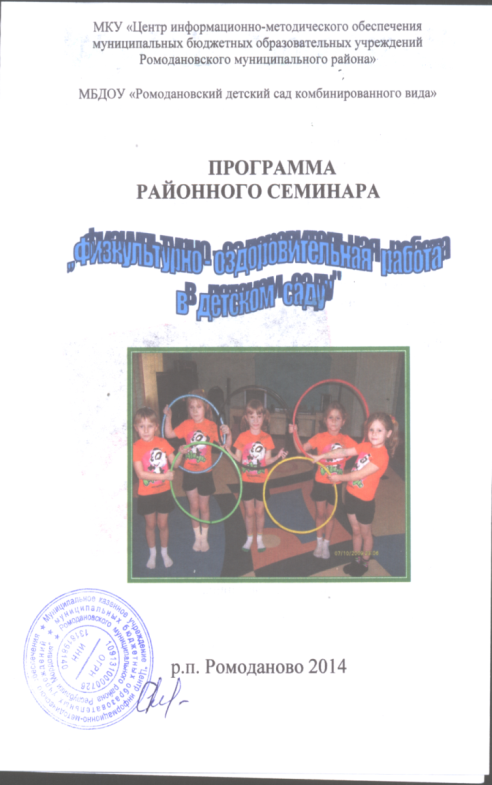 МКУ «Центр информационно-методического обеспечения
муниципальных бюджетных образовательных учреждений
Ромодановского муниципального района»
МБДОУ «Ромодановский детский сад комбинированного вида»
ПРОГРАММА
РАЙОННОГО СЕМИНАРА
„Физкультурно - оздоровительная работа
в детском саду"
р.п. Ромоданово 2014